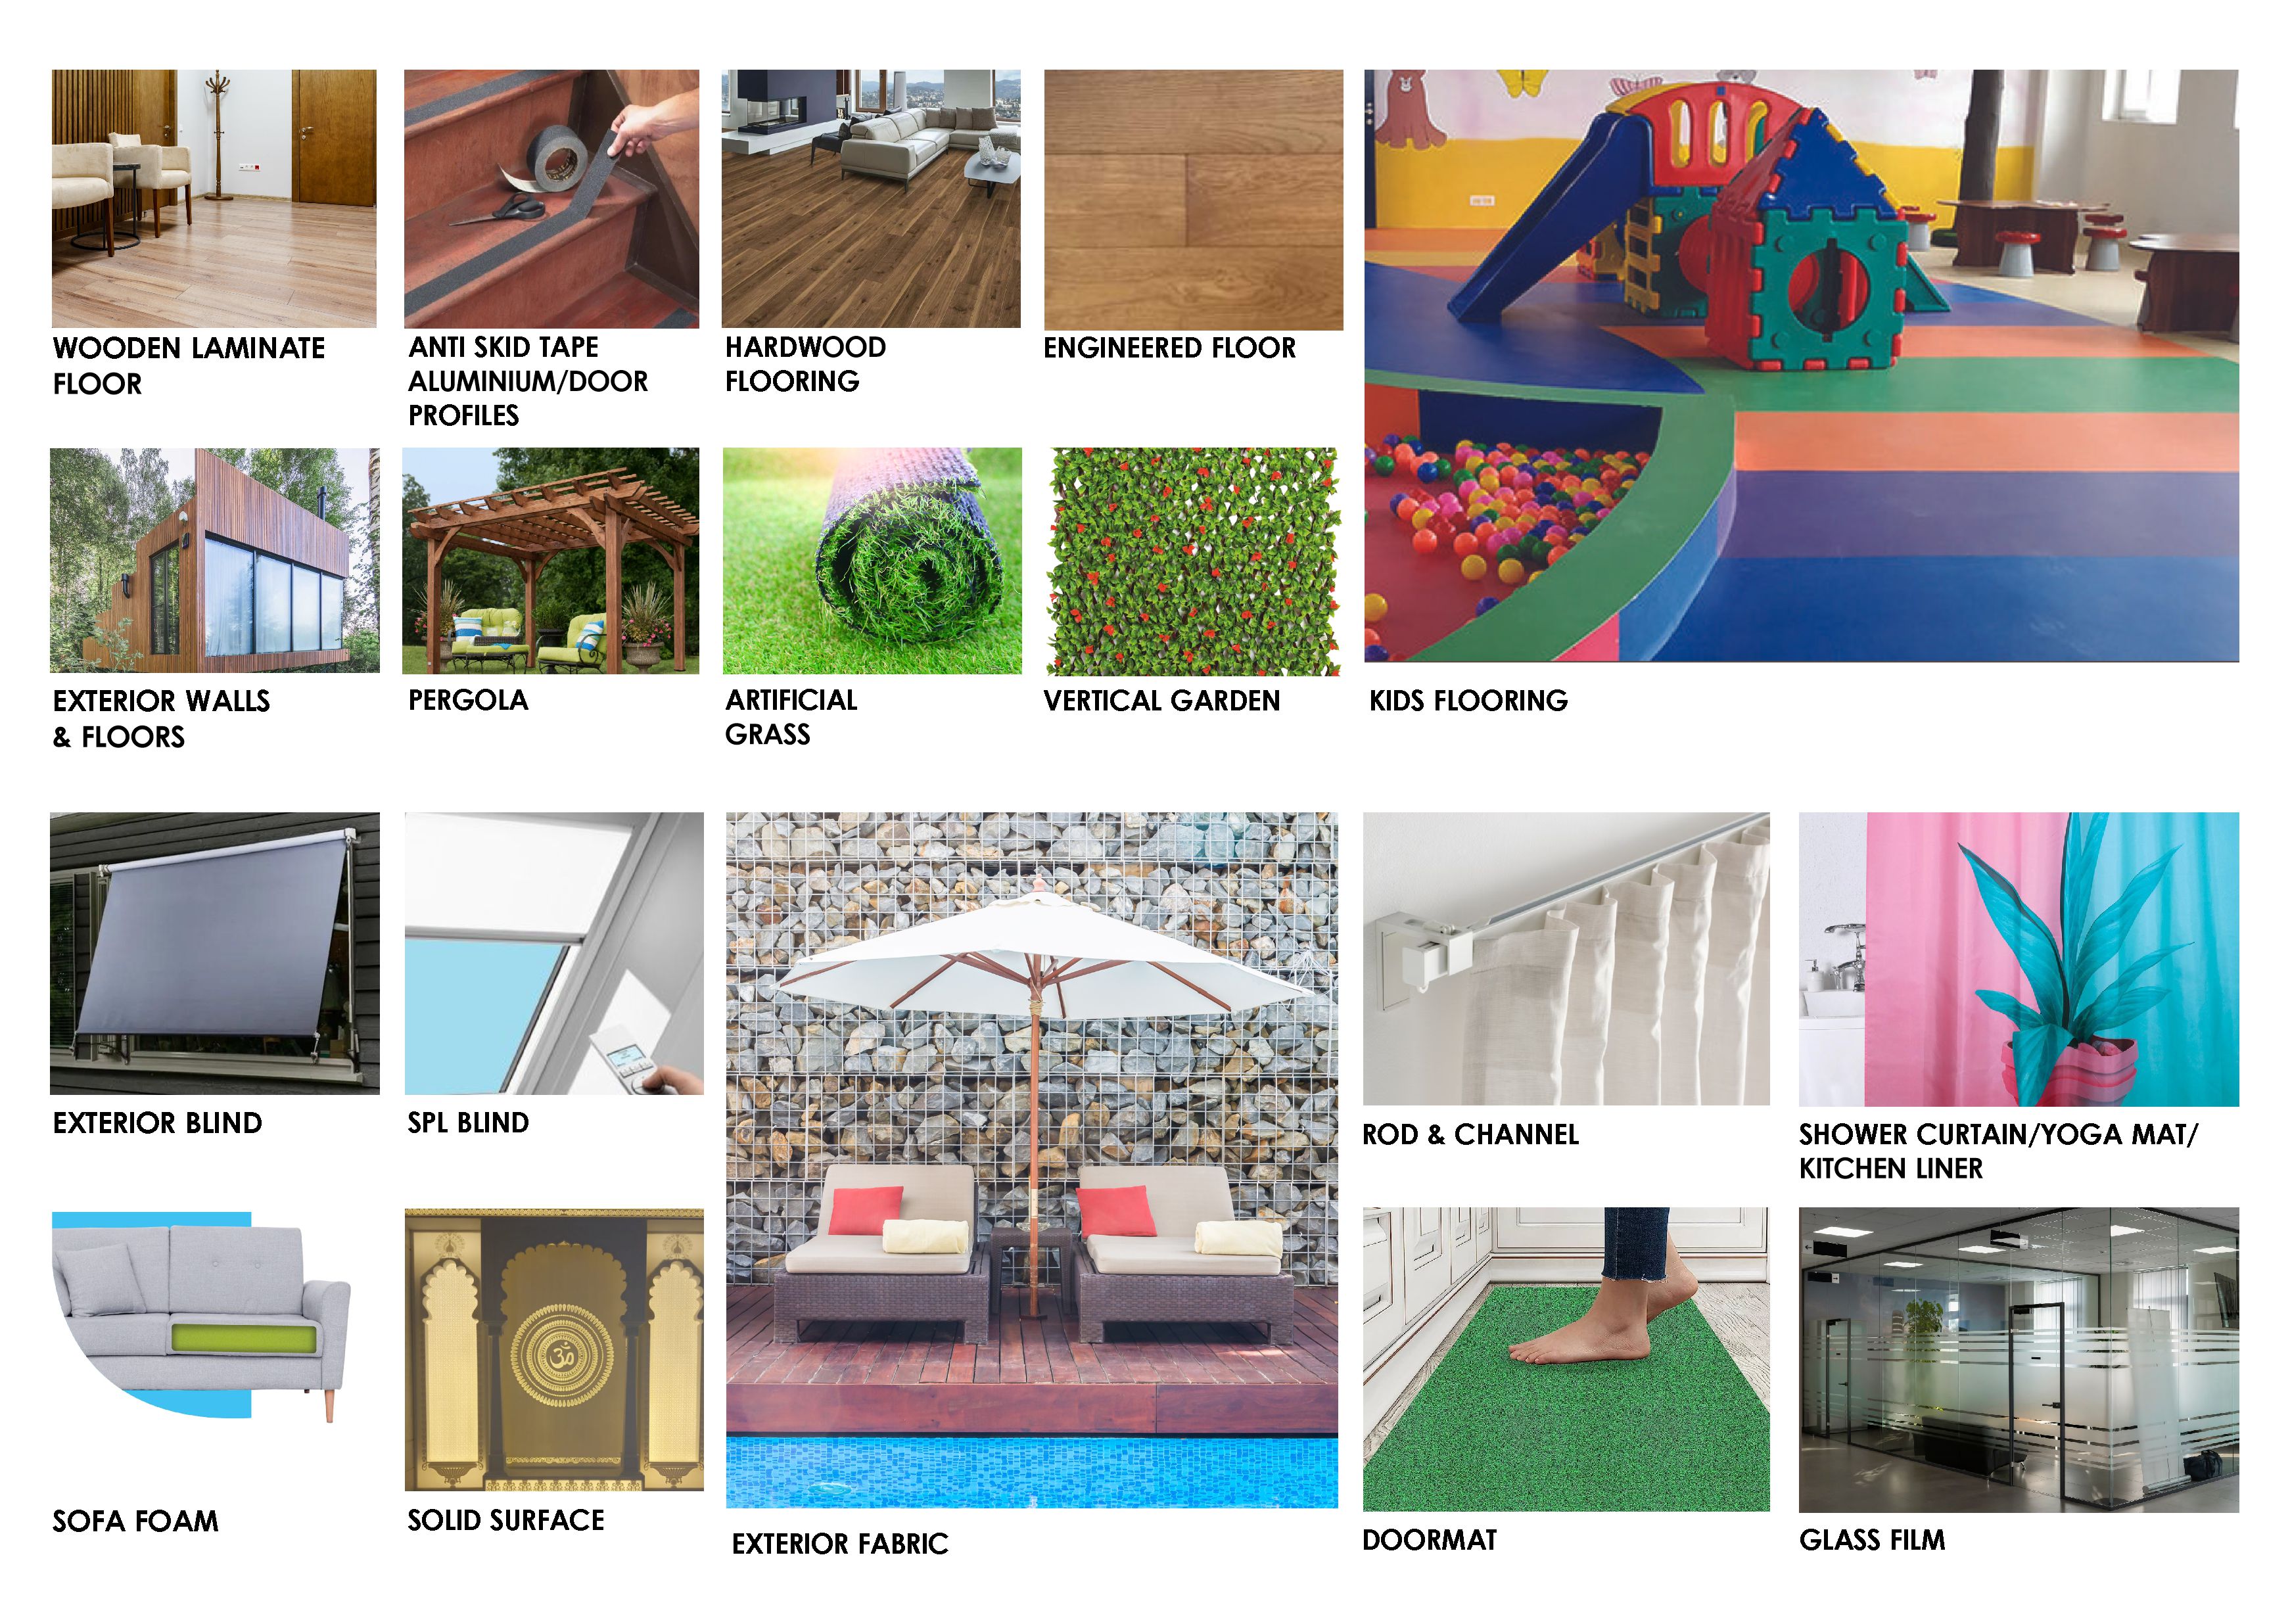 WOODEN LAMINATE
FLOOR
ANTI SKID TAPE
ALUMINIUM/DOOR
PROFILES
HARDWOOD
FLOORING
ENGINEERED FLOOR
EXTERIOR WALLS
& FLOORS
PERGOLA
ARTIFICIAL
GRASS
VERTICAL GARDEN
KIDS FLOORING
EXTERIOR BLIND
SPL BLIND
ROD & CHANNEL
SHOWER CURTAIN/YOGA MAT/
KITCHEN LINER
SOFA FOAM
SOLID SURFACE
ॐ
EXTERIOR FABRIC
DOORMAT
GLASS FILM